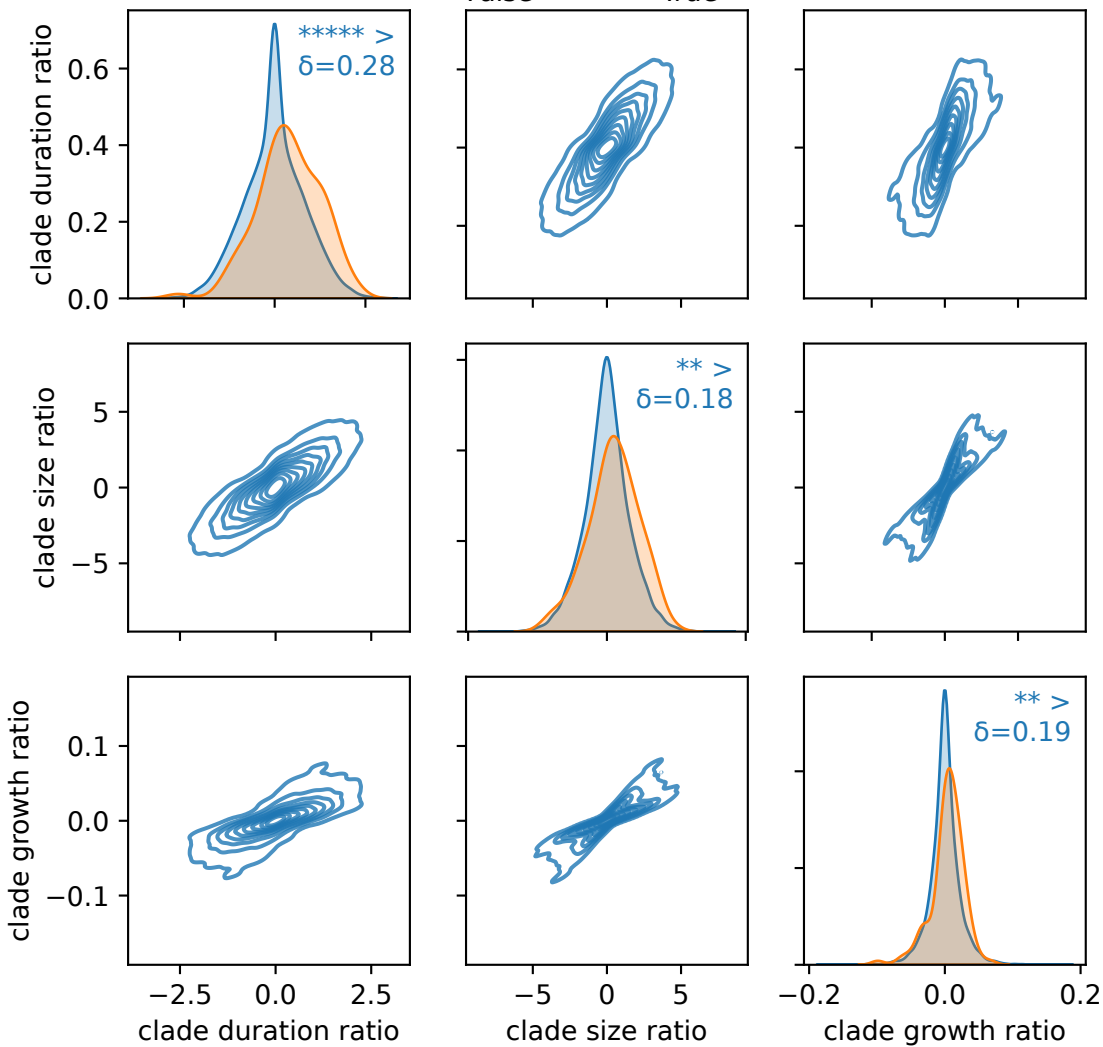 clade duration ratio
0.6
0.4
0.2
0.0
***** >
δ=0.28
clade size ratio
5
0
−5
** >
δ=0.18
clade growth ratio
0.1
0.0
−0.1
** >
δ=0.19
−2.5 0.0 2.5
−5 0 5
−0.2 0.0 0.2
clade duration ratio
clade size ratio
clade growth ratio